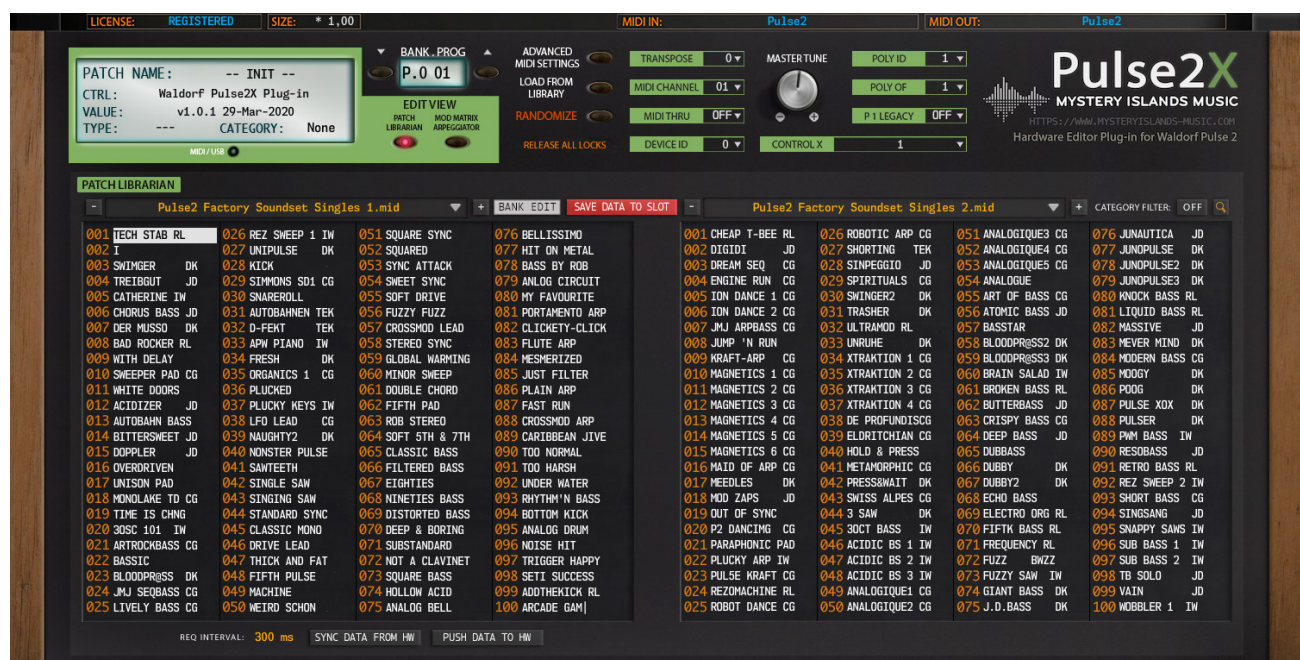 LICENSE: REGISTERED SIZE: * 1,00 MIDI IN: Pulse2 MIDI OUT: Pulse2
PATCH NAME: -- INIT --
CTRL: Waldorf Pulse2X Plug-in
VALUE: v1.0.1 29-Mar-2020
TYPE: --- CATEGORY: None
MIDI / USB
BANK . PROG
P.0 01
EDIT VIEW
PATCH LIBRARIAN
MOD MATRIX ARPEGGIATOR
ADVANCED
MIDI SETTINGS
LOAD FROM
LIBRARY
RANDOMIZE
RELEASE ALL LOCKS
TRANSPOSE 0
MIDI CHANNEL 01
MIDI THRU OFF
DEVICE ID 0
MASTER TUNE
CONTROL X 1
POLY ID 1
POLY OF 1
P 1 LEGACY OFF
Pulse2X
MYSTERY ISLANDS MUSIC
HTTPS://WWW.MYSTERYISLANDS-MUSIC.COM
Hardware Editor Plug-in for Waldorf Pulse 2
PATCH LIBRARIAN
- Pulse2 Factory Soundset Singles 1.mid + BANK EDIT SAVE DATA TO SLOT - Pulse2 Factory Soundset Singles 2.mid + CATEGORY FILTER: OFF
001 TECH STAB RL
002 I
003 SWIMGER DK
004 TREIBGUT JD
005 CATHERINE IW
006 CHORUS BASS JD
007 DER MUSSO DK
008 BAD ROCKER RL
009 WITH DELAY
010 SWEEPER PAD CG
011 WHITE DOORS
012 ACIDIZER JD
013 AUTOBAHN BASS
014 BITTERSWEET JD
015 DOPPLER JD
016 OVERDRIVEN
017 UNISON PAD
018 MONOLAKE TD CG
019 TIME IS CHNG
020 3OSC 101 IW
021 ARTROCKBASS CG
022 BASSIC
023 BLOODPR@SS DK
024 JMJ SEQBASS CG
025 LIVELY BASS CG
026 REZ SWEEP 1 IW
027 UNIPULSE DK
028 KICK
029 SIMMONS SD1 CG
030 SNAREROLL
031 AUTOBAHNEN TEK
032 D-FEKT TEK
033 APW PIANO IW
034 FRESH DK
035 ORGANICS 1 CG
036 PLUCKED
037 PLUCKY KEYS IW
038 LFO LEAD CG
039 NAUGHTY2 DK
040 NONSTER PULSE
041 SAWTEETH
042 SINGLE SAW
043 SINGING SAW
044 STANDARD SYNC
045 CLASSIC MONO
046 DRIVE LEAD
047 THICK AND FAT
048 FIFTH PULSE
049 MACHINE
050 WEIRD SCHON
051 SQUARE SYNC
052 SQUARED
053 SYNC ATTACK
054 SWEET SYNC
055 SOFT DRIVE
056 FUZZY FUZZ
057 CROSSMOD LEAD
058 STEREO SYNC
059 GLOBAL WARMING
060 MINOR SWEEP
061 DOUBLE CHORD
062 FIFTH PAD
063 ROB STEREO
064 SOFT 5TH & 7TH
065 CLASSIC BASS
066 FILTERED BASS
067 EIGHTIES
068 NINETIES BASS
069 DISTORTED BASS
070 DEEP & BORING
071 SUBSTANDARD
072 NOT A CLAVINET
073 SQUARE BASS
074 HOLLOW ACID
075 ANALOG BELL
076 BELLISSIMO
077 HIT ON METAL
078 BASS BY ROB
079 ANLOG CIRCUIT
080 MY FAVOURITE
081 PORTAMENTO ARP
082 CLICKETY-CLICK
083 FLUTE ARP
084 MESMERIZED
085 JUST FILTER
086 PLAIN ARP
087 FAST RUN
088 CROSSMOD ARP
089 CARIBBEAN JIVE
090 TOO NORMAL
091 TOO HARSH
092 UNDER WATER
093 RHYTHM'N BASS
094 BOTTOM KICK
095 ANALOG DRUM
096 NOISE HIT
097 TRIGGER HAPPY
098 SETI SUCCESS
099 ADDTHEKICK RL
100 ARCADE GAM
001 CHEAP T-BEE RL
002 DIGIDI JD
003 DREAM SEQ CG
004 ENGINE RUN CG
005 ION DANCE 1 CG
006 ION DANCE 2 CG
007 JMJ ARPBASS CG
008 JUMP 'N RUN
009 KRAFT-ARP CG
010 MAGNETICS 1 CG
011 MAGNETICS 2 CG
012 MAGNETICS 3 CG
013 MAGNETICS 4 CG
014 MAGNETICS 5 CG
015 MAGNETICS 6 CG
016 MAID OF ARP CG
017 MEEDLES DK
018 MOD ZAPS JD
019 OUT OF SYNC
020 P2 DANCIMG CG
021 PARAPHONIC PAD
022 PLUCKY ARP IW
023 PUL5E KRAFT CG
024 REZOMACHINE RL
025 ROBOT DANCE CG
026 ROBOTIC ARP CG
027 SHORTING TEK
028 SINPEGGIO JD
029 SPIRITUALS CG
030 SWINGER2 DK
031 TRASHER DK
032 ULTRAMOD RL
033 UNRUHE DK
034 XTRAKTION 1 CG
035 XTRAKTION 2 CG
036 XTRAKTION 3 CG
037 XTRAKTION 4 CG
038 DE PROFUNDISCG
039 ELDRITCHIAN CG
040 HOLD & PRESS
041 METAMORPHIC CG
042 PRESS&WAIT DK
043 SWISS ALPES CG
044 3 SAW DK
045 3OCT BASS IW
046 ACIDIC BS 1 IW
047 ACIDIC BS 2 IW
048 ACIDIC BS 3 IW
049 ANALOGIQUE1 CG
050 ANALOGIQUE2 CG
051 ANALOGIQUE3 CG
052 ANALOGIQUE4 CG
053 ANALOGIQUE5 CG
054 ANALOGUE
055 ART OF BASS CG
056 ATOMIC BASS JD
057 BASSTAR
058 BLOODPR@SS2 DK
059 BLOODPR@SS3 DK
060 BRAIN SALAD IW
061 BROKEN BASS RL
062 BUTTERBASS JD
063 CRISPY BASS CG
064 DEEP BASS JD
065 DUBBASS
066 DUBBY DK
067 DUBBY2 DK
068 ECHO BASS
069 ELECTRO ORG RL
070 FIFTK BASS RL
071 FREQUENCY RL
072 FUZZ BWZZ
073 FUZZY SAW IW
074 GIANT BASS DK
075 J.D.BASS DK
076 JUNAUTICA JD
077 JUNOPULSE DK
078 JUNOPULSE2 DK
079 JUNOPULSE3 DK
080 KNOCK BASS RL
081 LIQUID BASS RL
082 MASSIVE JD
083 MEVER MIND DK
084 MODERN BASS CG
085 MOOGY DK
086 POOG DK
087 PULSE XOX DK
088 PULSER DK
089 PWM BASS IW
090 RESOBASS JD
091 RETRO BASS RL
092 REZ SWEEP 2 IW
093 SHORT BASS CG
094 SINGSANG JD
095 SNAPPY SAWS IW
096 SUB BASS 1 IW
097 SUB BASS 2 IW
098 TB SOLO JD
099 VAIN JD
100 WOBBLER 1 IW
REQ INTERVAL: 300 ms SYNC DATA FROM HW PUSH DATA TO HW